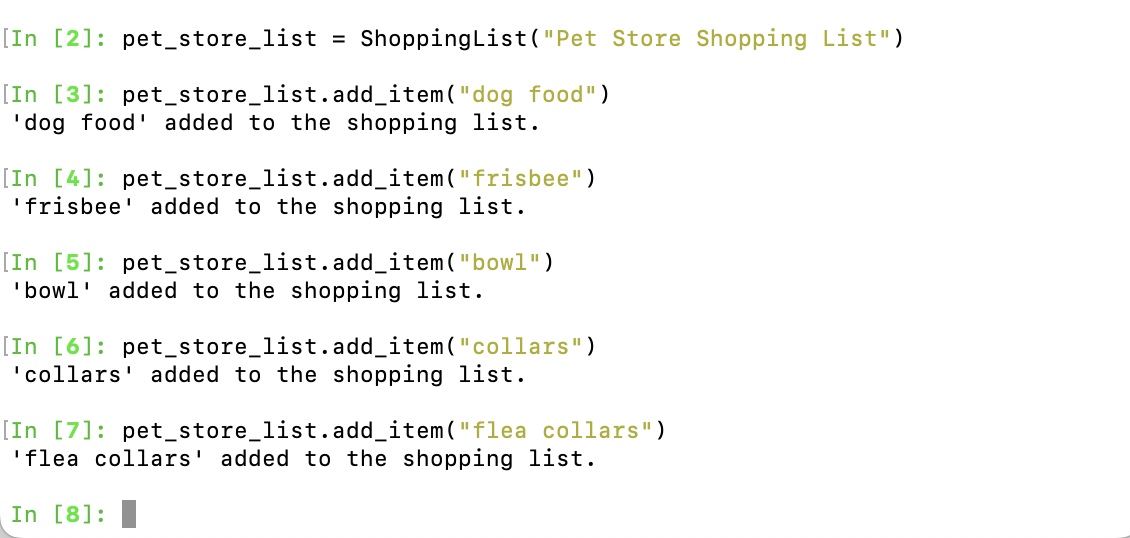 [In [2]: pet_store_list = ShoppingList("Pet Store Shopping List")
[In [3]: pet_store_list.add_item("dog food")
'dog food' added to the shopping list.
[In [4]: pet_store_list.add_item("frisbee")
'frisbee' added to the shopping list.
[In [5]: pet_store_list.add_item("bowl")
'bowl' added to the shopping list.
[In [6]: pet_store_list.add_item("collars")
'collars' added to the shopping list.
[In [7]: pet_store_list.add_item("flea collars")
'flea collars' added to the shopping list.
In [8]: